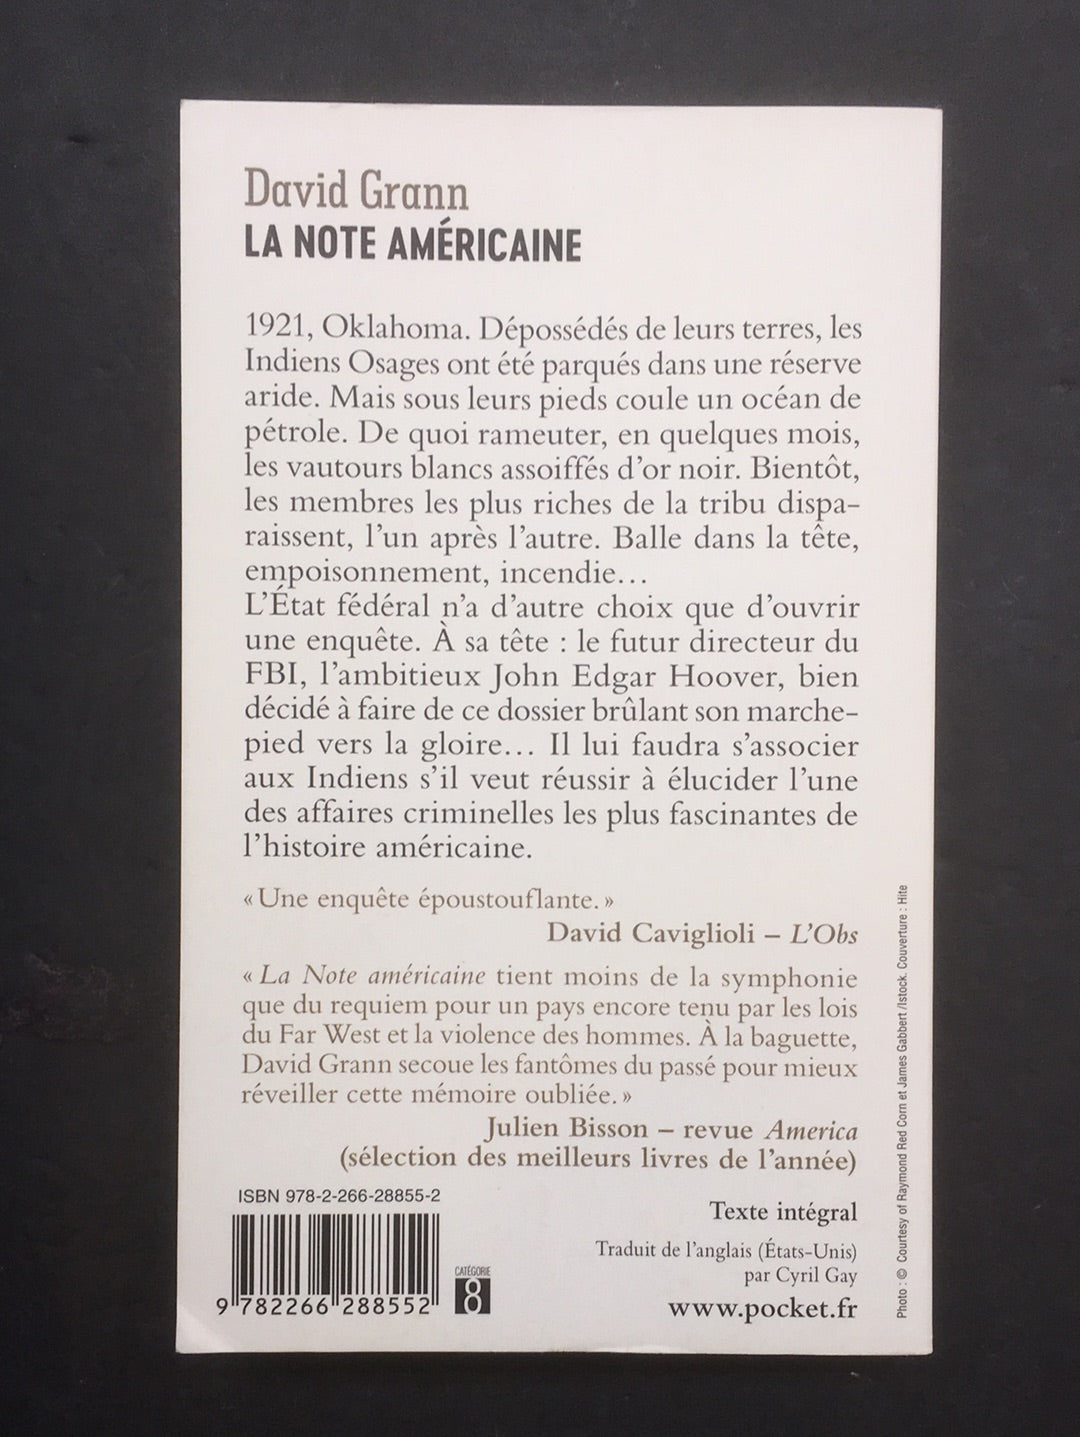 David Grann
LA NOTE AMÉRICAINE
1921, Oklahoma. Dépossédés de leurs terres, les
Indiens Osages ont été parqués dans une réserve
aride. Mais sous leurs pieds coule un océan de
pétrole. De quoi rameuter, en quelques mois,
les vautours blancs assoiffés d'or noir. Bientôt,
les membres les plus riches de la tribu dispa-
raissent, l'un après l'autre. Balle dans la tête,
empoisonnement, incendie...
L'État fédéral n'a d'autre choix que d'ouvrir
une enquête. À sa tête : le futur directeur du
FBI, l'ambitieux John Edgar Hoover, bien
décidé à faire de ce dossier brûlant son marche-
pied vers la gloire... Il lui faudra s'associer
aux Indiens s'il veut réussir à élucider l'une
des affaires criminelles les plus fascinantes de
l'histoire américaine.
« Une enquête époustouflante. »
David Caviglioli – L'Obs
« La Note américaine tient moins de la symphonie
que du requiem pour un pays encore tenu par les lois
du Far West et la violence des hommes. À la baguette,
David Grann secoue les fantômes du passé pour mieux
réveiller cette mémoire oubliée. »
Julien Bisson – revue America
(sélection des meilleurs livres de l'année)
ISBN 978-2-266-28855-2
9 782266 288552
CATÉGORIE
8
Texte intégral
Traduit de l'anglais (États-Unis)
par Cyril Gay
www.pocket.fr
Photo : © Courtesy of Raymond Red Corn et James Gabbert /Istock. Couverture : Hite